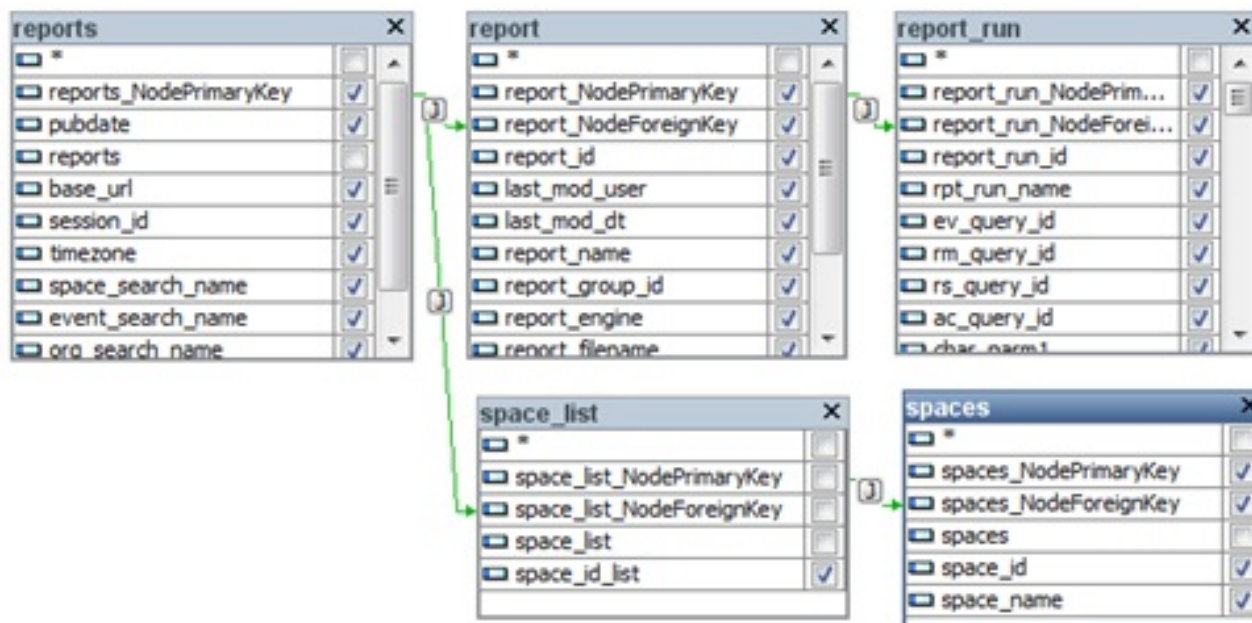 reports
*
reports_NodePrimaryKey
pubdate
reports
base_url
session_id
timezone
space_search_name
event_search_name
org_search_name
report
*
report_NodePrimaryKey
report_NodeForeignKey
report_id
last_mod_user
last_mod_dt
report_name
report_group_id
report_engine
report_filename
report_run
*
report_run_NodePrim...
report_run_NodeForei...
report_run_id
rpt_run_name
ev_query_id
rm_query_id
rs_query_id
ac_query_id
char_parm1
space_list
*
space_list_NodePrimaryKey
space_list_NodeForeignKey
space_list
space_id_list
spaces
*
spaces_NodePrimaryKey
spaces_NodeForeignKey
spaces
space_id
space_name
J
J
J
J